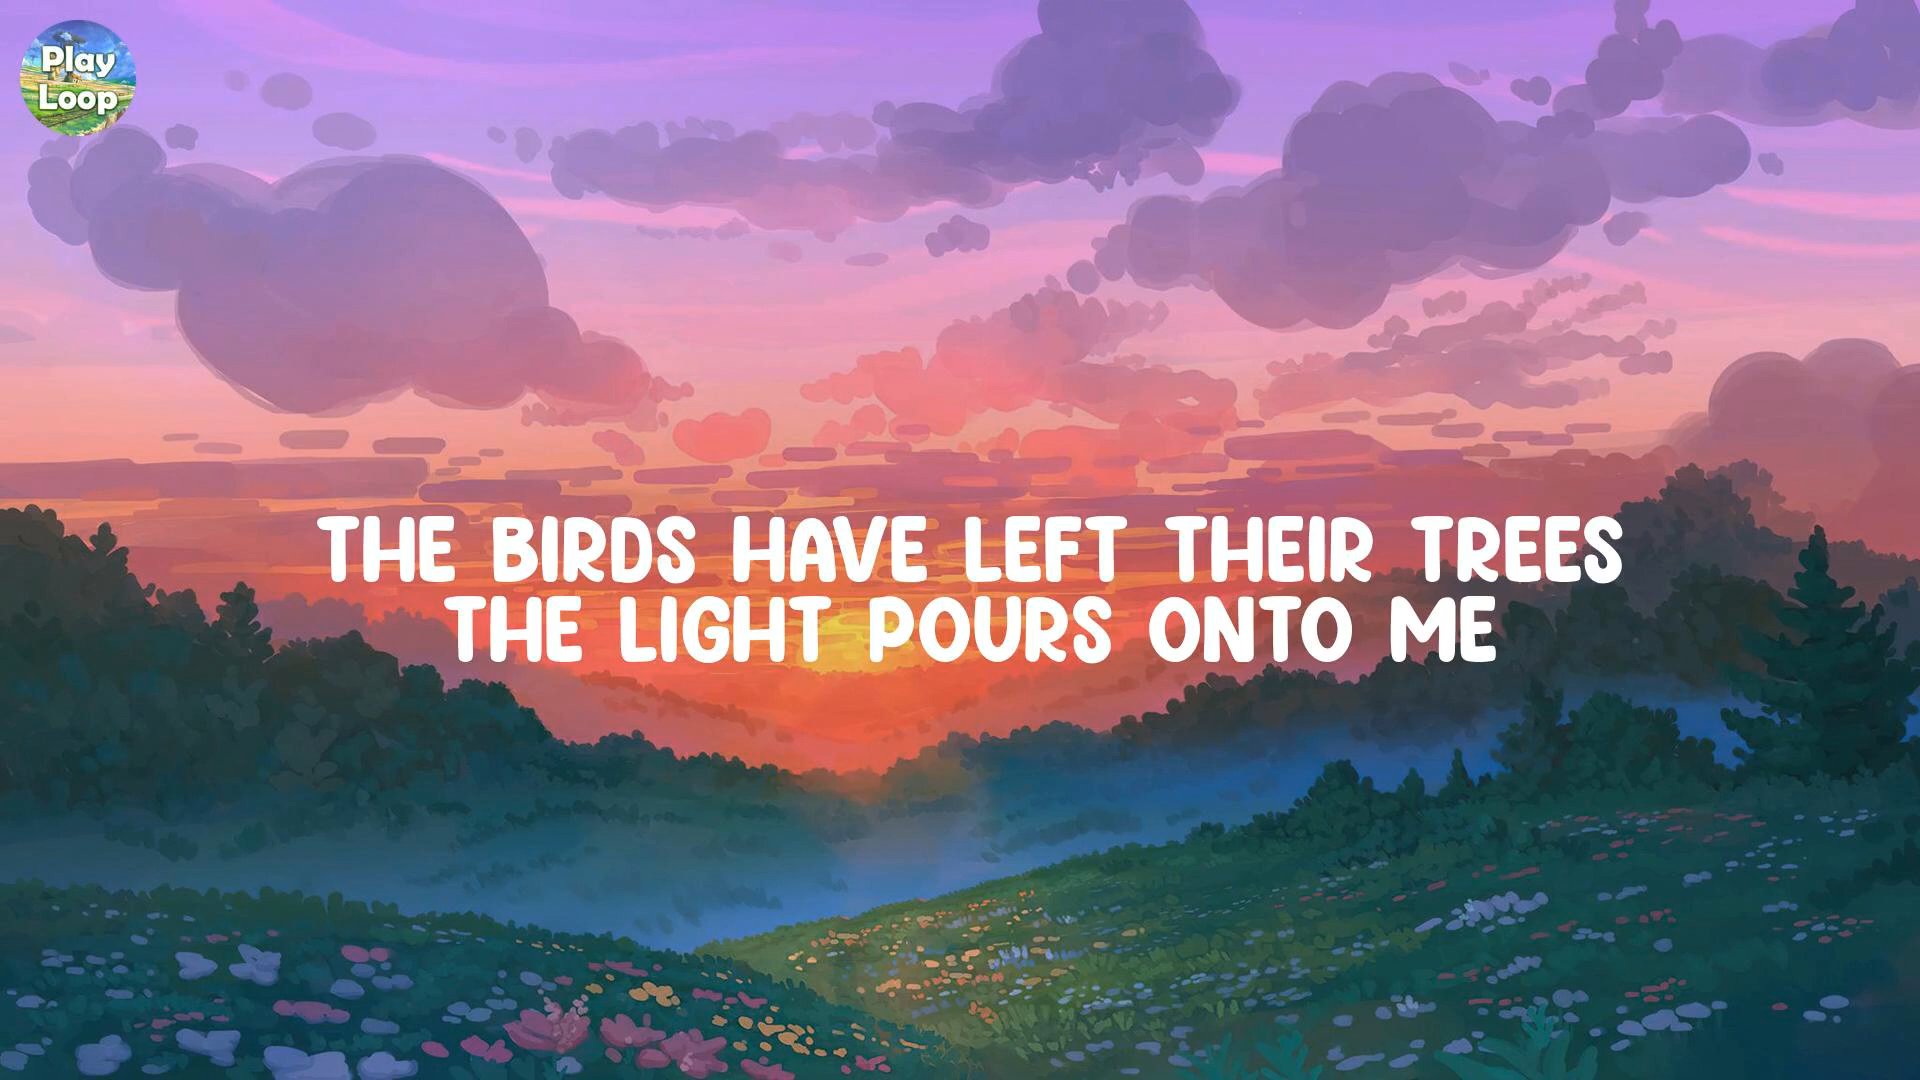 Play
Loop
THE BIRDS HAVE LEFT THEIR TREES
THE LIGHT POURS ONTO ME